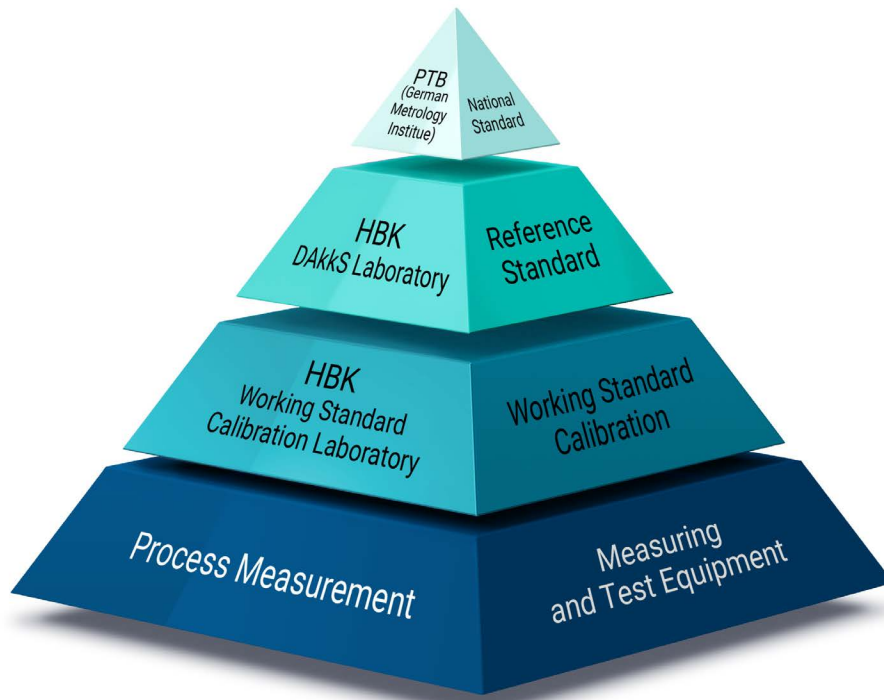 PTB
(German
Metrology
Institue)
National
Standard
HBK
DAkkS Laboratory
Reference
Standard
HBK
Working Standard
Calibration Laboratory
Working Standard
Calibration
Process Measurement
Measuring
and Test Equipment